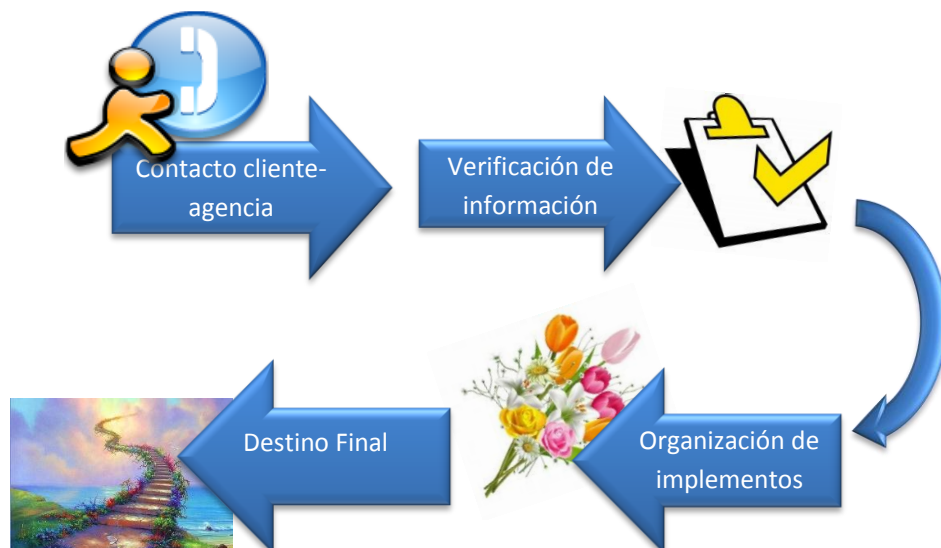 Contacto cliente-
agencia
Verificación de
información
Organización de
implementos
Destino Final